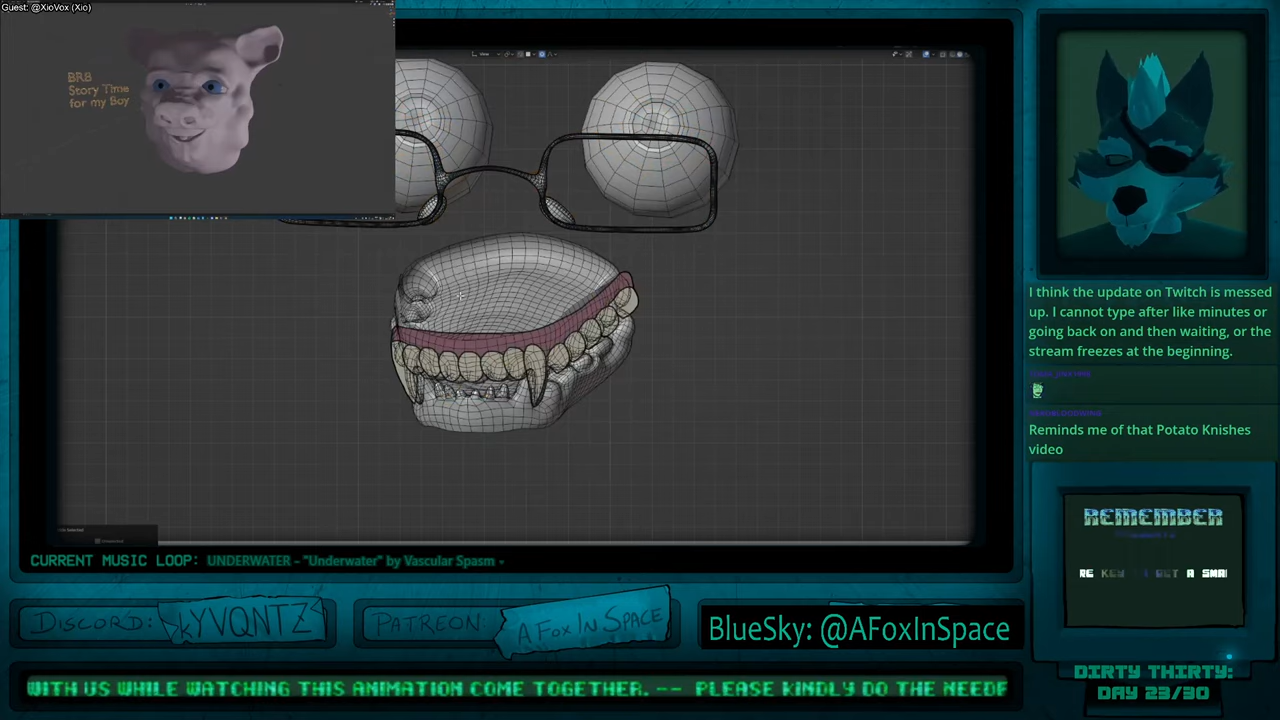 Guest: @XioVox (Xio)
BRB
Story Time
for my Boy
I think the update on Twitch is messed
up. I cannot type after like minutes or
going back on and then waiting, or the
stream freezes at the beginning.
Reminds me of that Potato Knishes
video
REMEMBER
A SMA
CURRENT MUSIC LOOP: UNDERWATER - "Underwater" by Vascular Spasm
DISCORD: kYVQNTZ
PATREON: AFOXINSPACE
BlueSky: @AFoxInSpace
DIRTY THIRTY:
DAY 23/30
WITH US WHILE WATCHING THIS ANIMATION COME TOGETHER. -- PLEASE KINDLY DO THE NEEDF